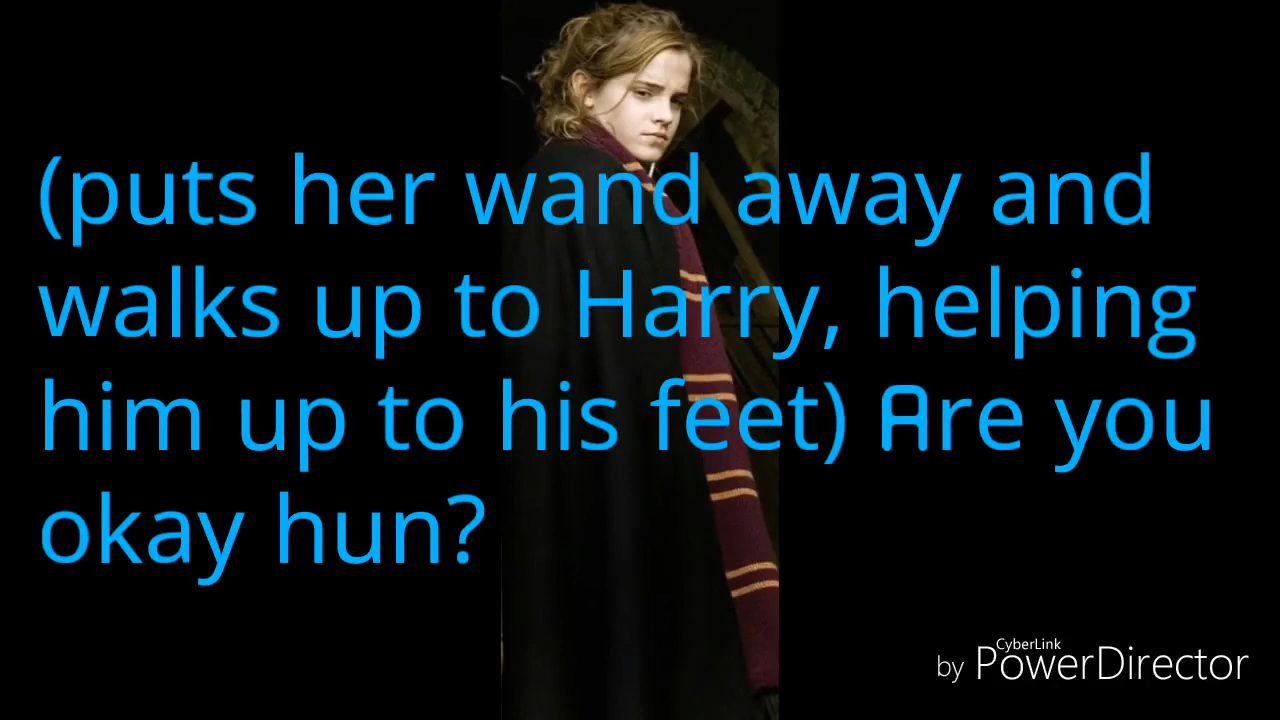 (puts her wand away and
walks up to Harry, helping
him up to his feet) Are you
okay hun?
CyberLink
by PowerDirector